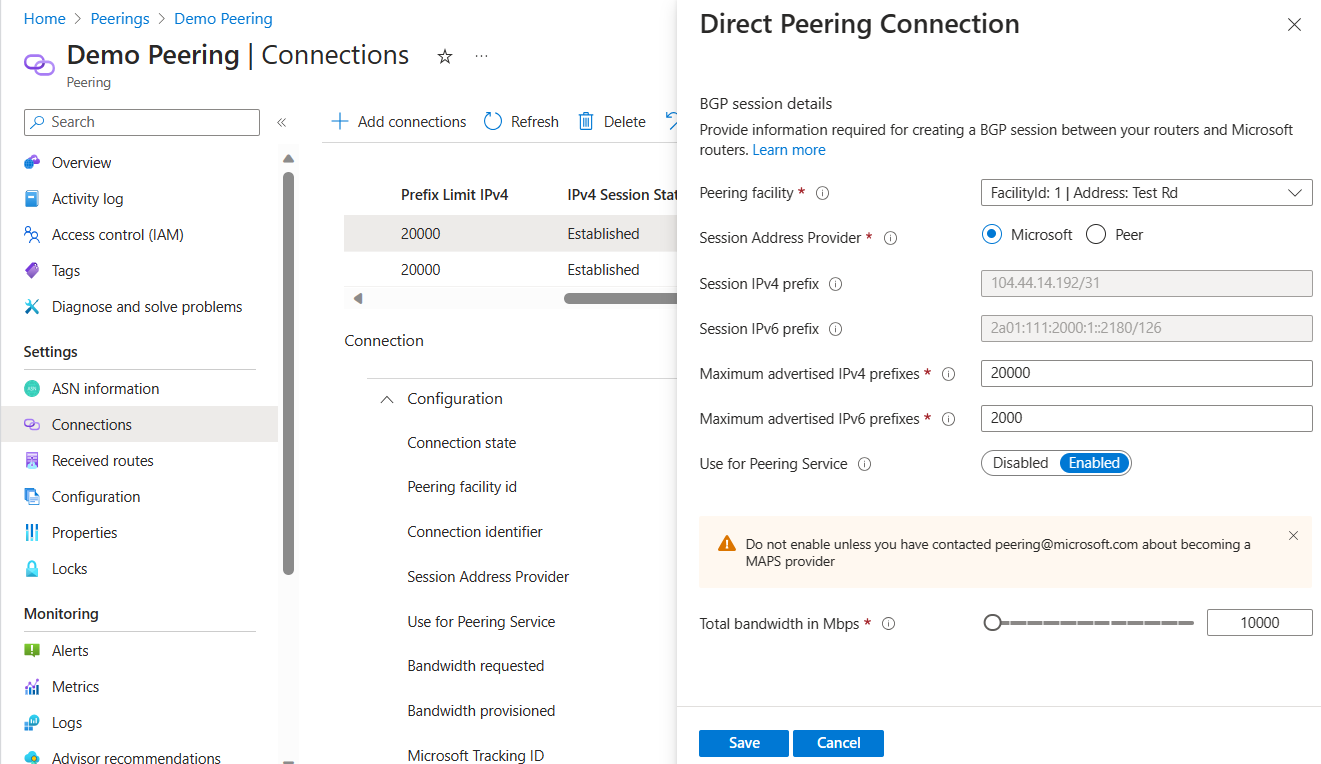 Home > Peerings > Demo Peering
Demo Peering | Connections
Peering
Search
Overview
Activity log
Access control (IAM)
Tags
Diagnose and solve problems
Settings
ASN information
Connections
Received routes
Configuration
Properties
Locks
Monitoring
Alerts
Metrics
Logs
Advisor recommendations
Add connections Refresh Delete
Prefix Limit IPv4 IPv4 Session Stat
20000 Established
20000 Established
Connection
Configuration
Connection state
Peering facility id
Connection identifier
Session Address Provider
Use for Peering Service
Bandwidth requested
Bandwidth provisioned
Microsoft Tracking ID
Direct Peering Connection
BGP session details
Provide information required for creating a BGP session between your routers and Microsoft
routers. Learn more
Peering facility * FacilityId: 1 | Address: Test Rd
Session Address Provider * Microsoft Peer
Session IPv4 prefix 104.44.14.192/31
Session IPv6 prefix 2a01:111:2000:1::2180/126
Maximum advertised IPv4 prefixes * 20000
Maximum advertised IPv6 prefixes * 2000
Use for Peering Service Disabled Enabled
Do not enable unless you have contacted peering@microsoft.com about becoming a
MAPS provider
Total bandwidth in Mbps * 10000
Save Cancel